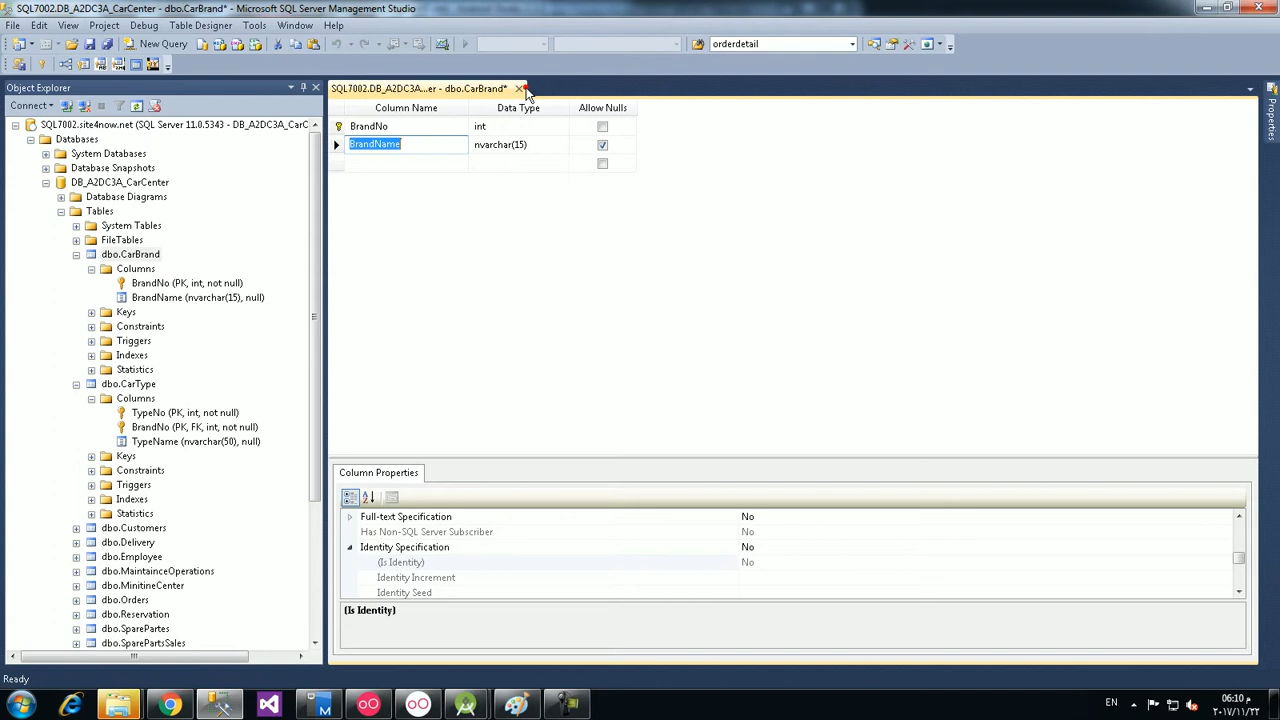 SQL7002.DB_A2DC3A_CarCenter - dbo.CarBrand* - Microsoft SQL Server Management Studio
File Edit View Project Debug Table Designer Tools Window Help
New Query orderdetail
Object Explorer
SQL7002.DB_A2DC3A...er - dbo.CarBrand*
Connect
Column Name Data Type Allow Nulls
BrandNo int
BrandName nvarchar(15)
SQL7002.site4now.net (SQL Server 11.0.5343 - DB_A2DC3A_CarC
Databases
System Databases
Database Snapshots
DB_A2DC3A_CarCenter
Database Diagrams
Tables
System Tables
FileTables
dbo.CarBrand
Columns
BrandNo (PK, int, not null)
BrandName (nvarchar(15), null)
Keys
Constraints
Triggers
Indexes
Statistics
dbo.CarType
Columns
TypeNo (PK, int, not null)
BrandNo (PK, FK, int, not null)
TypeName (nvarchar(50), null)
Keys
Constraints
Triggers
Indexes
Statistics
dbo.Customers
dbo.Delivery
dbo.Employee
dbo.MaintainceOperations
dbo.MinitineCenter
dbo.Orders
dbo.Reservation
dbo.SparePartes
dbo.SparePartsSales
Column Properties
Full-text Specification No
Has Non-SQL Server Subscriber No
Identity Specification No
(Is Identity) No
Identity Increment
Identity Seed
(Is Identity)
Properties
Ready
EN
06:10 م
٢٠١٧/١١/٢٢